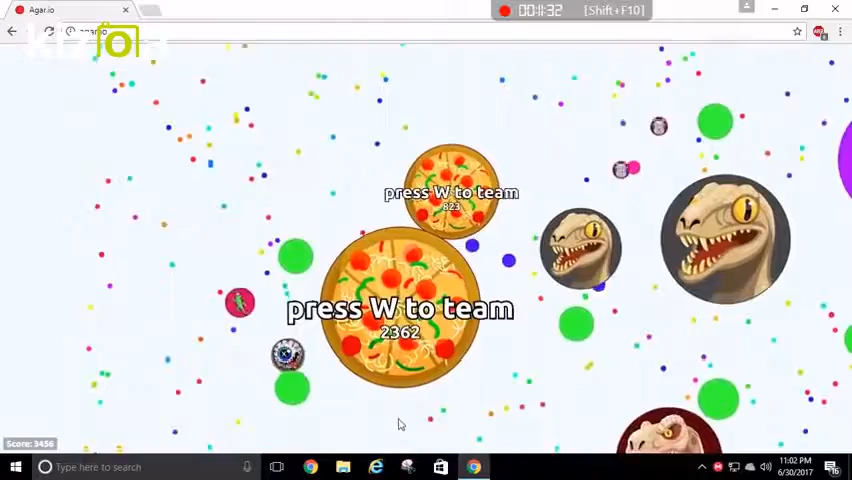 Agar.io
00:11:32 [Shift+F10]
press W to team
823
press W to team
2362
Score: 3456
Type here to search
11:02 PM
6/30/2017